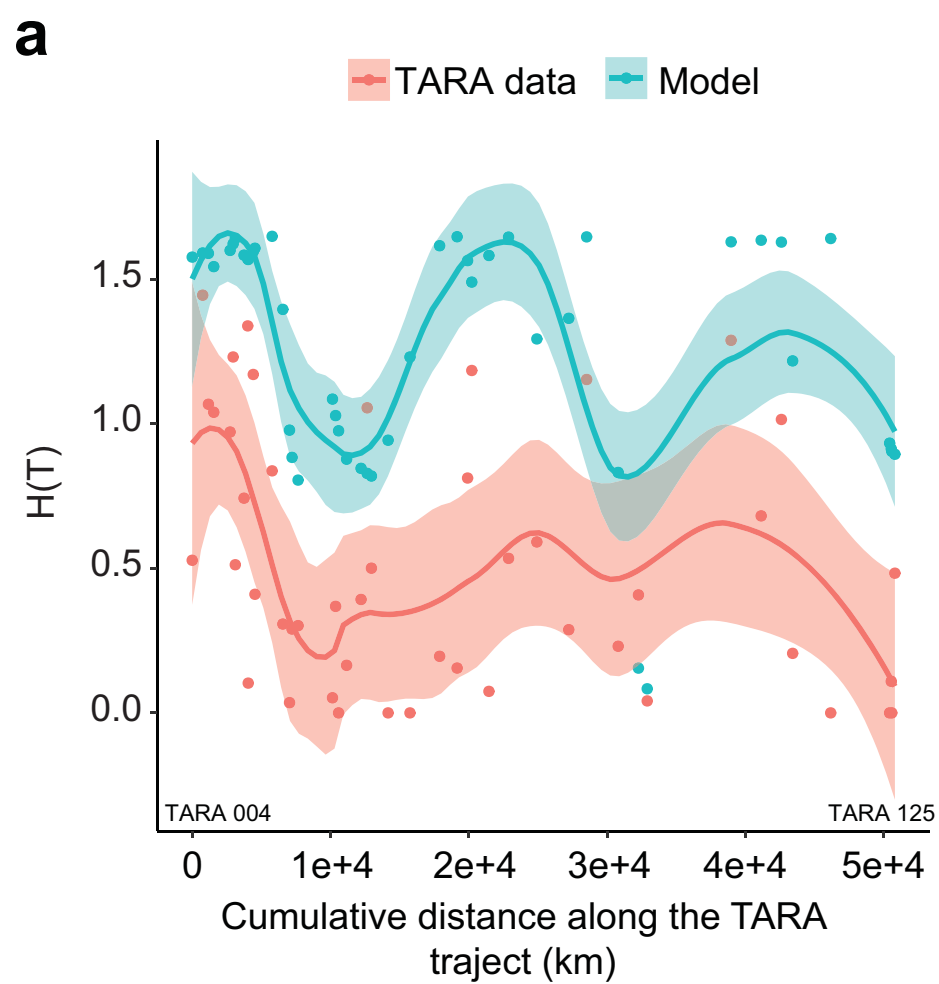 a
TARA data Model
1.5
1.0
0.5
0.0
H(T)
TARA 004 TARA 125
0 1e+4 2e+4 3e+4 4e+4 5e+4
Cumulative distance along the TARA
traject (km)